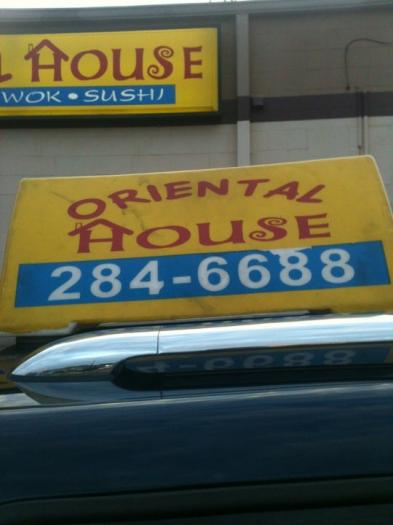 L HOUSE
WOK • SUSHI
ORIENTAL
HOUSE
284-6688